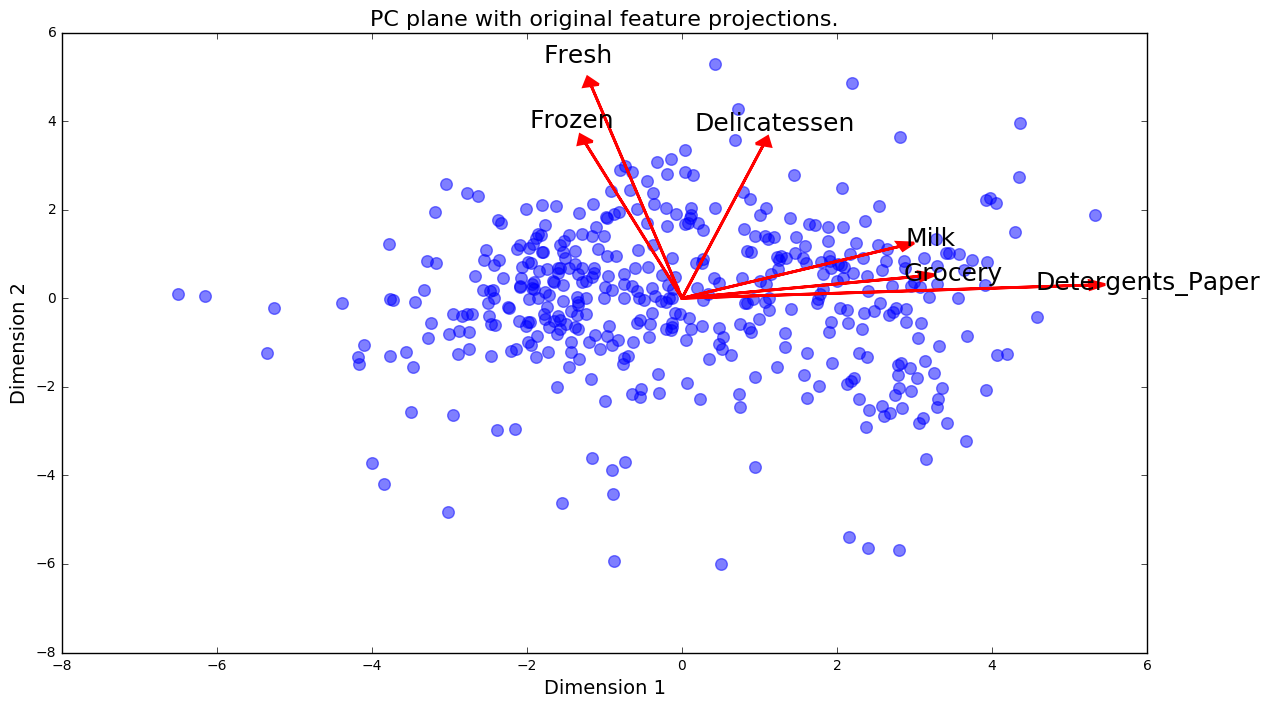 PC plane with original feature projections.
6
Fresh
4
Frozen
Delicatessen
2
Milk
Grocery
Detergents_Paper
0
−2
−4
−6
−8
−8
−6
−4
−2
0
2
4
6
Dimension 1
Dimension 2